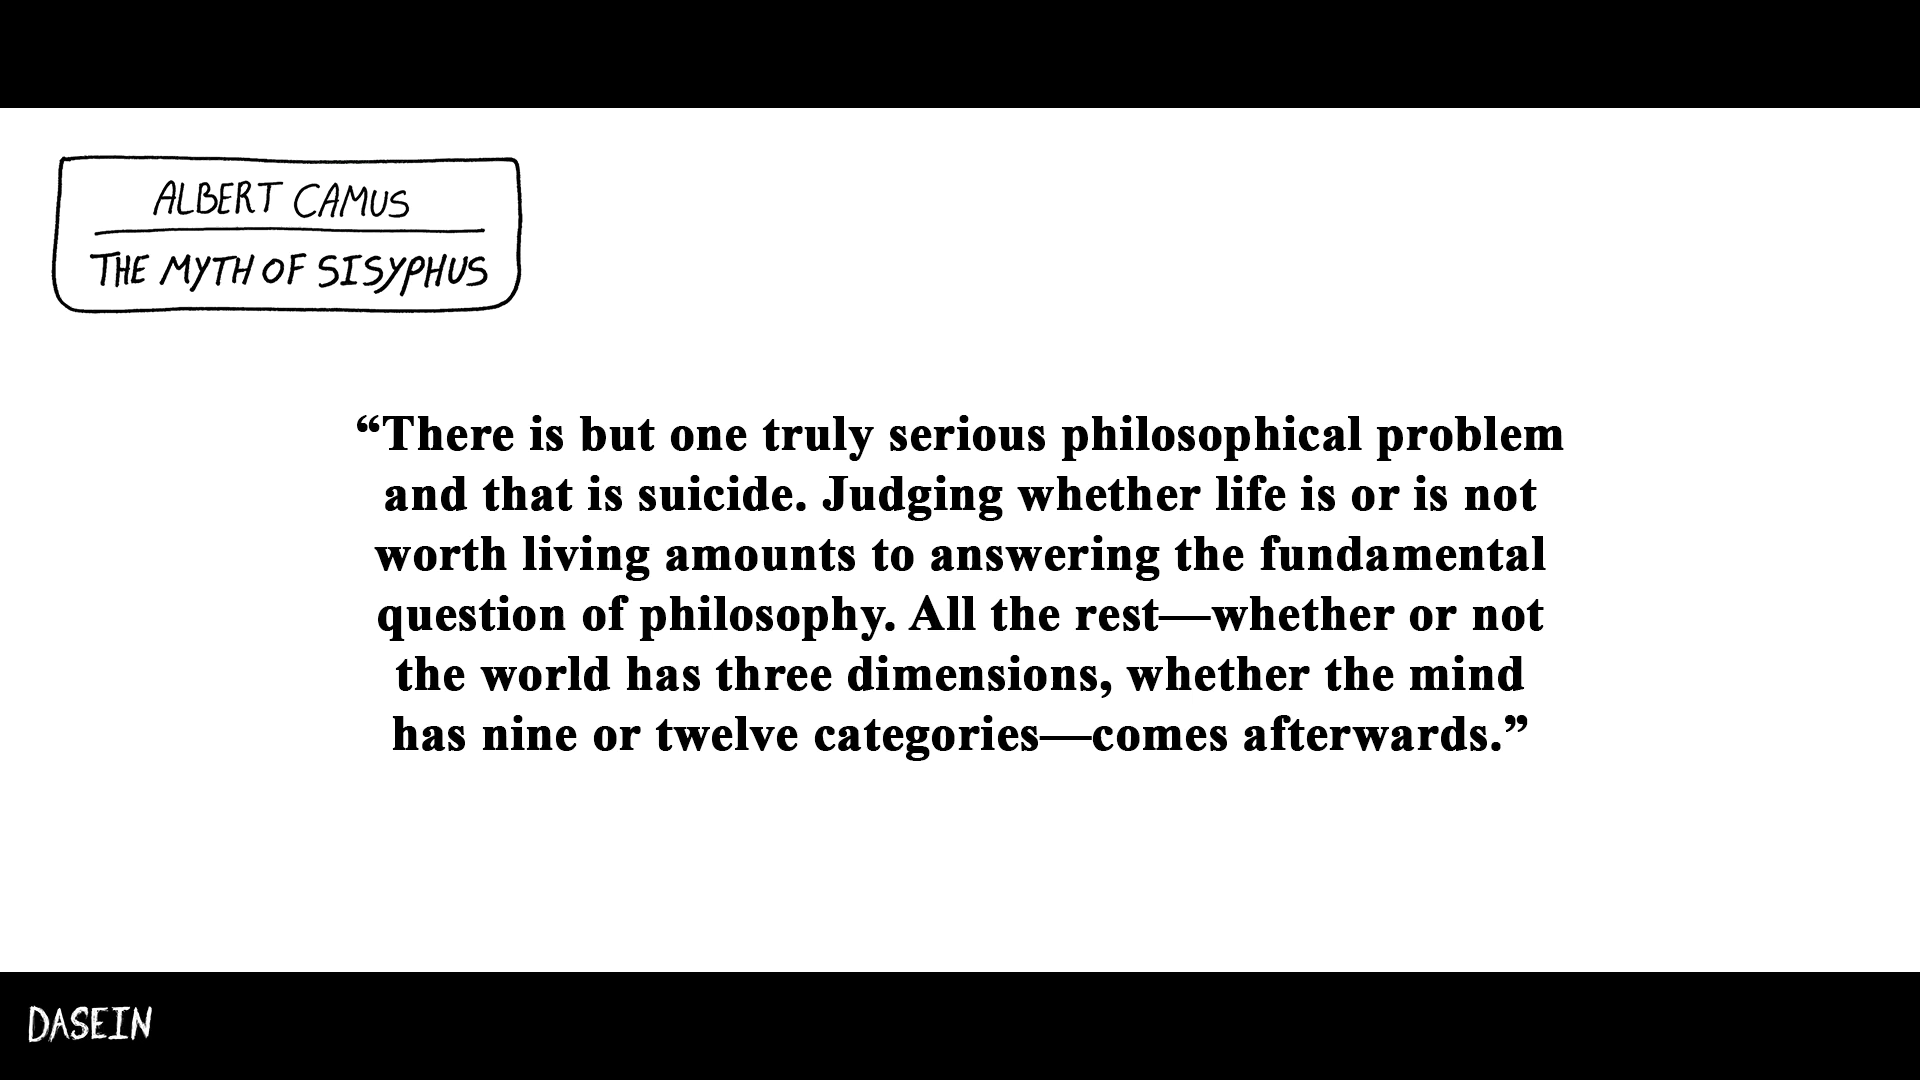 ALBERT CAMUS
THE MYTH OF SISYPHUS
“There is but one truly serious philosophical problem
and that is suicide. Judging whether life is or is not
worth living amounts to answering the fundamental
question of philosophy. All the rest—whether or not
the world has three dimensions, whether the mind
has nine or twelve categories—comes afterwards.”
DASEIN